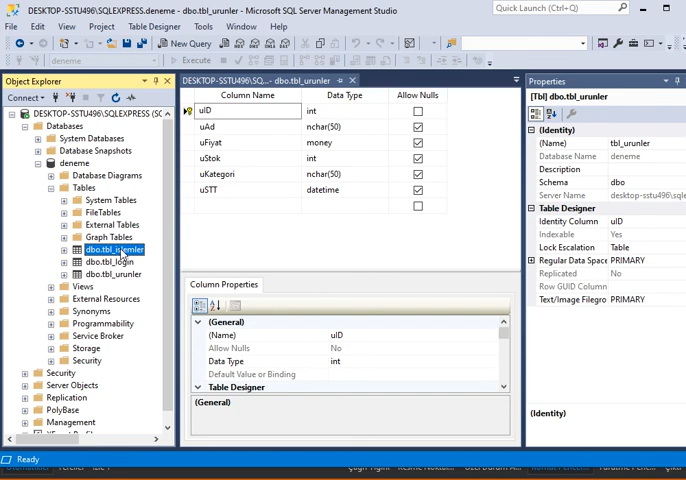 DESKTOP-SSTU496\SQLEXPRESS.deneme - dbo.tbl_urunler - Microsoft SQL Server Management Studio
Quick Launch (Ctrl+Q)
File Edit View Project Table Designer Tools Window Help
New Query
deneme
Execute
Object Explorer
Connect
DESKTOP-SSTU496\SQLEXPRESS (SC
Databases
System Databases
Database Snapshots
deneme
Database Diagrams
Tables
System Tables
FileTables
External Tables
Graph Tables
dbo.tbl_islemler
dbo.tbl_login
dbo.tbl_urunler
Views
External Resources
Synonyms
Programmability
Service Broker
Storage
Security
Security
Server Objects
Replication
PolyBase
Management
DESKTOP-SSTU496\SQ... - dbo.tbl_urunler
Column Name Data Type Allow Nulls
uID int
uAd nchar(50)
uFiyat money
uStok int
uKategori nchar(50)
uSTT datetime
Column Properties
(General)
(Name) uID
Allow Nulls No
Data Type int
Default Value or Binding
Table Designer
(General)
Properties
[Tbl] dbo.tbl_urunler
(Identity)
(Name) tbl_urunler
Database Name deneme
Description
Schema dbo
Server Name desktop-sstu496\sqle
Table Designer
Identity Column uID
Indexable Yes
Lock Escalation Table
Regular Data Space PRIMARY
Replicated No
Row GUID Column
Text/Image Filegro PRIMARY
(Identity)
Ready